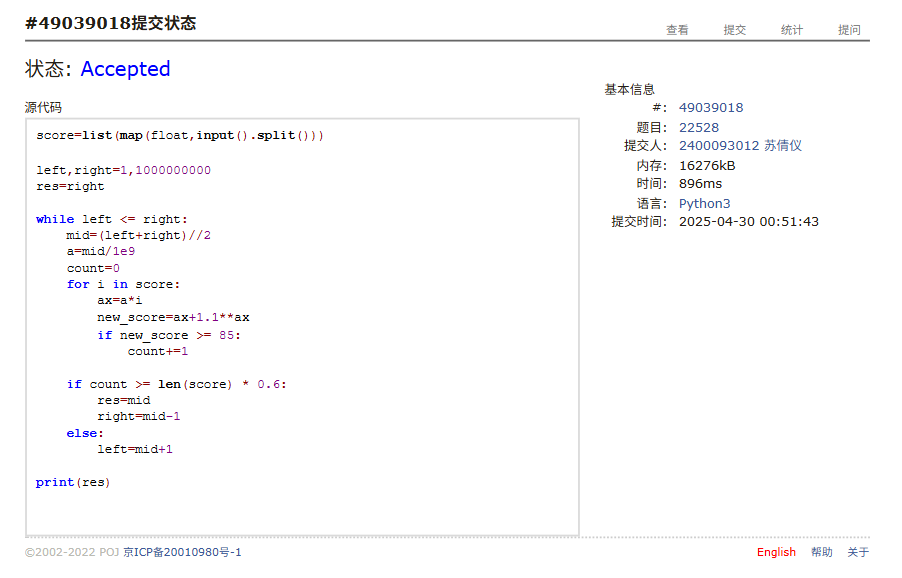 #49039018提交状态
查看 提交 统计 提问
状态: Accepted
源代码
score=list(map(float,input().split()))
left,right=1,1000000000
res=right
while left <= right:
    mid=(left+right)//2
    a=mid/1e9
    count=0
    for i in score:
        ax=a*i
        new_score=ax+1.1**ax
        if new_score >= 85:
            count+=1
    if count >= len(score) * 0.6:
        res=mid
        right=mid-1
    else:
        left=mid+1
print(res)
基本信息
#: 49039018
题目: 22528
提交人: 2400093012 苏倩仪
内存: 16276kB
时间: 896ms
语言: Python3
提交时间: 2025-04-30 00:51:43
©2002-2022 POJ 京ICP备20010980号-1
English 帮助 关于